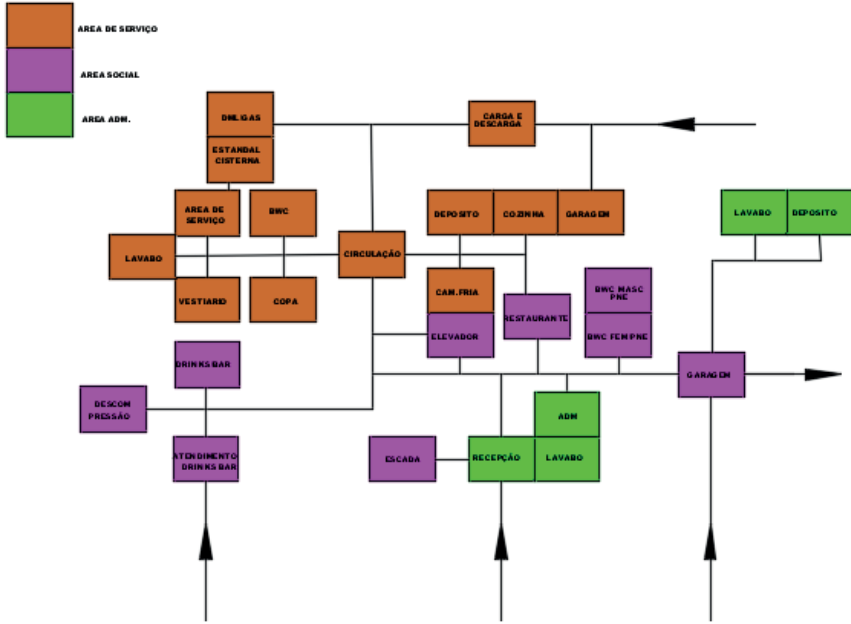 AREA DE SERVIÇO
AREA SOCIAL
AREA ADM.
DML.GAS
ESTANDAL
CISTERNA
CARGA E
DESCARGA
AREA DE
SERVIÇO
BWC
DEPOSITO
COZINHA
GARAGEM
LAVABO
DEPOSITO
LAVABO
CIRCULAÇÃO
VESTIARIO
COPA
CAM.FRIA
BWC MASC
PNE
RESTAURANTE
ELEVADOR
BWC FEM PNE
DRINKS BAR
GARAGEM
DESCOM
PRESSÃO
ADM
ATENDIMENTO
DRINKS BAR
ESCADA
RECEPÇÃO
LAVABO